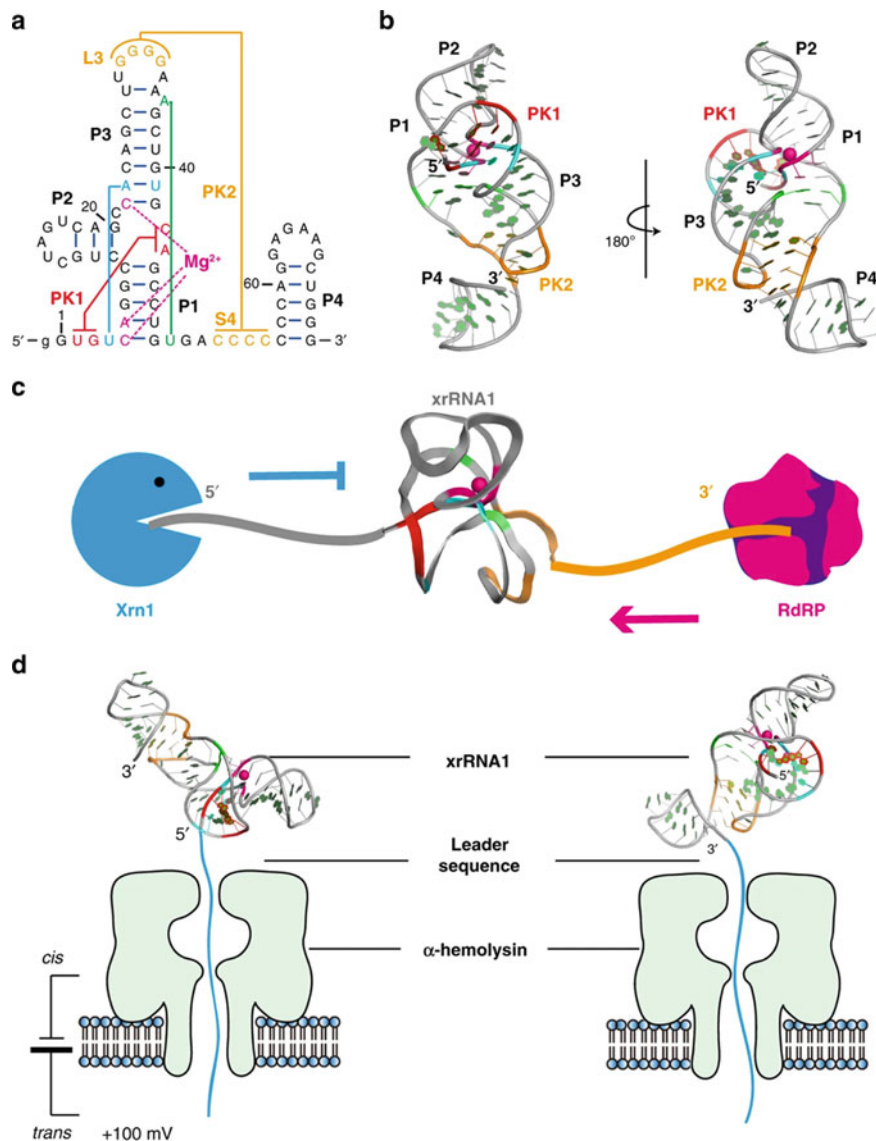 a
b
c
d
L3
G G G G
U A
U A
A
P3
C G
G C
A U
C G
A U
C G
40
PK2
P2
20
C
A
Mg²⁺
PK1
1
P1
60
P4
S4
5′
g G U G U C
G U
U G A C C C C
C G
3′
P2
P1
PK1
5′
P3
P4
3′
PK2
180°
P2
PK1
P1
5′
P3
PK2
3′
P4
xrRNA1
5′
3′
Xrn1
RdRP
3′
5′
xrRNA1
5′
3′
Leader
sequence
α-hemolysin
cis
trans
+100 mV